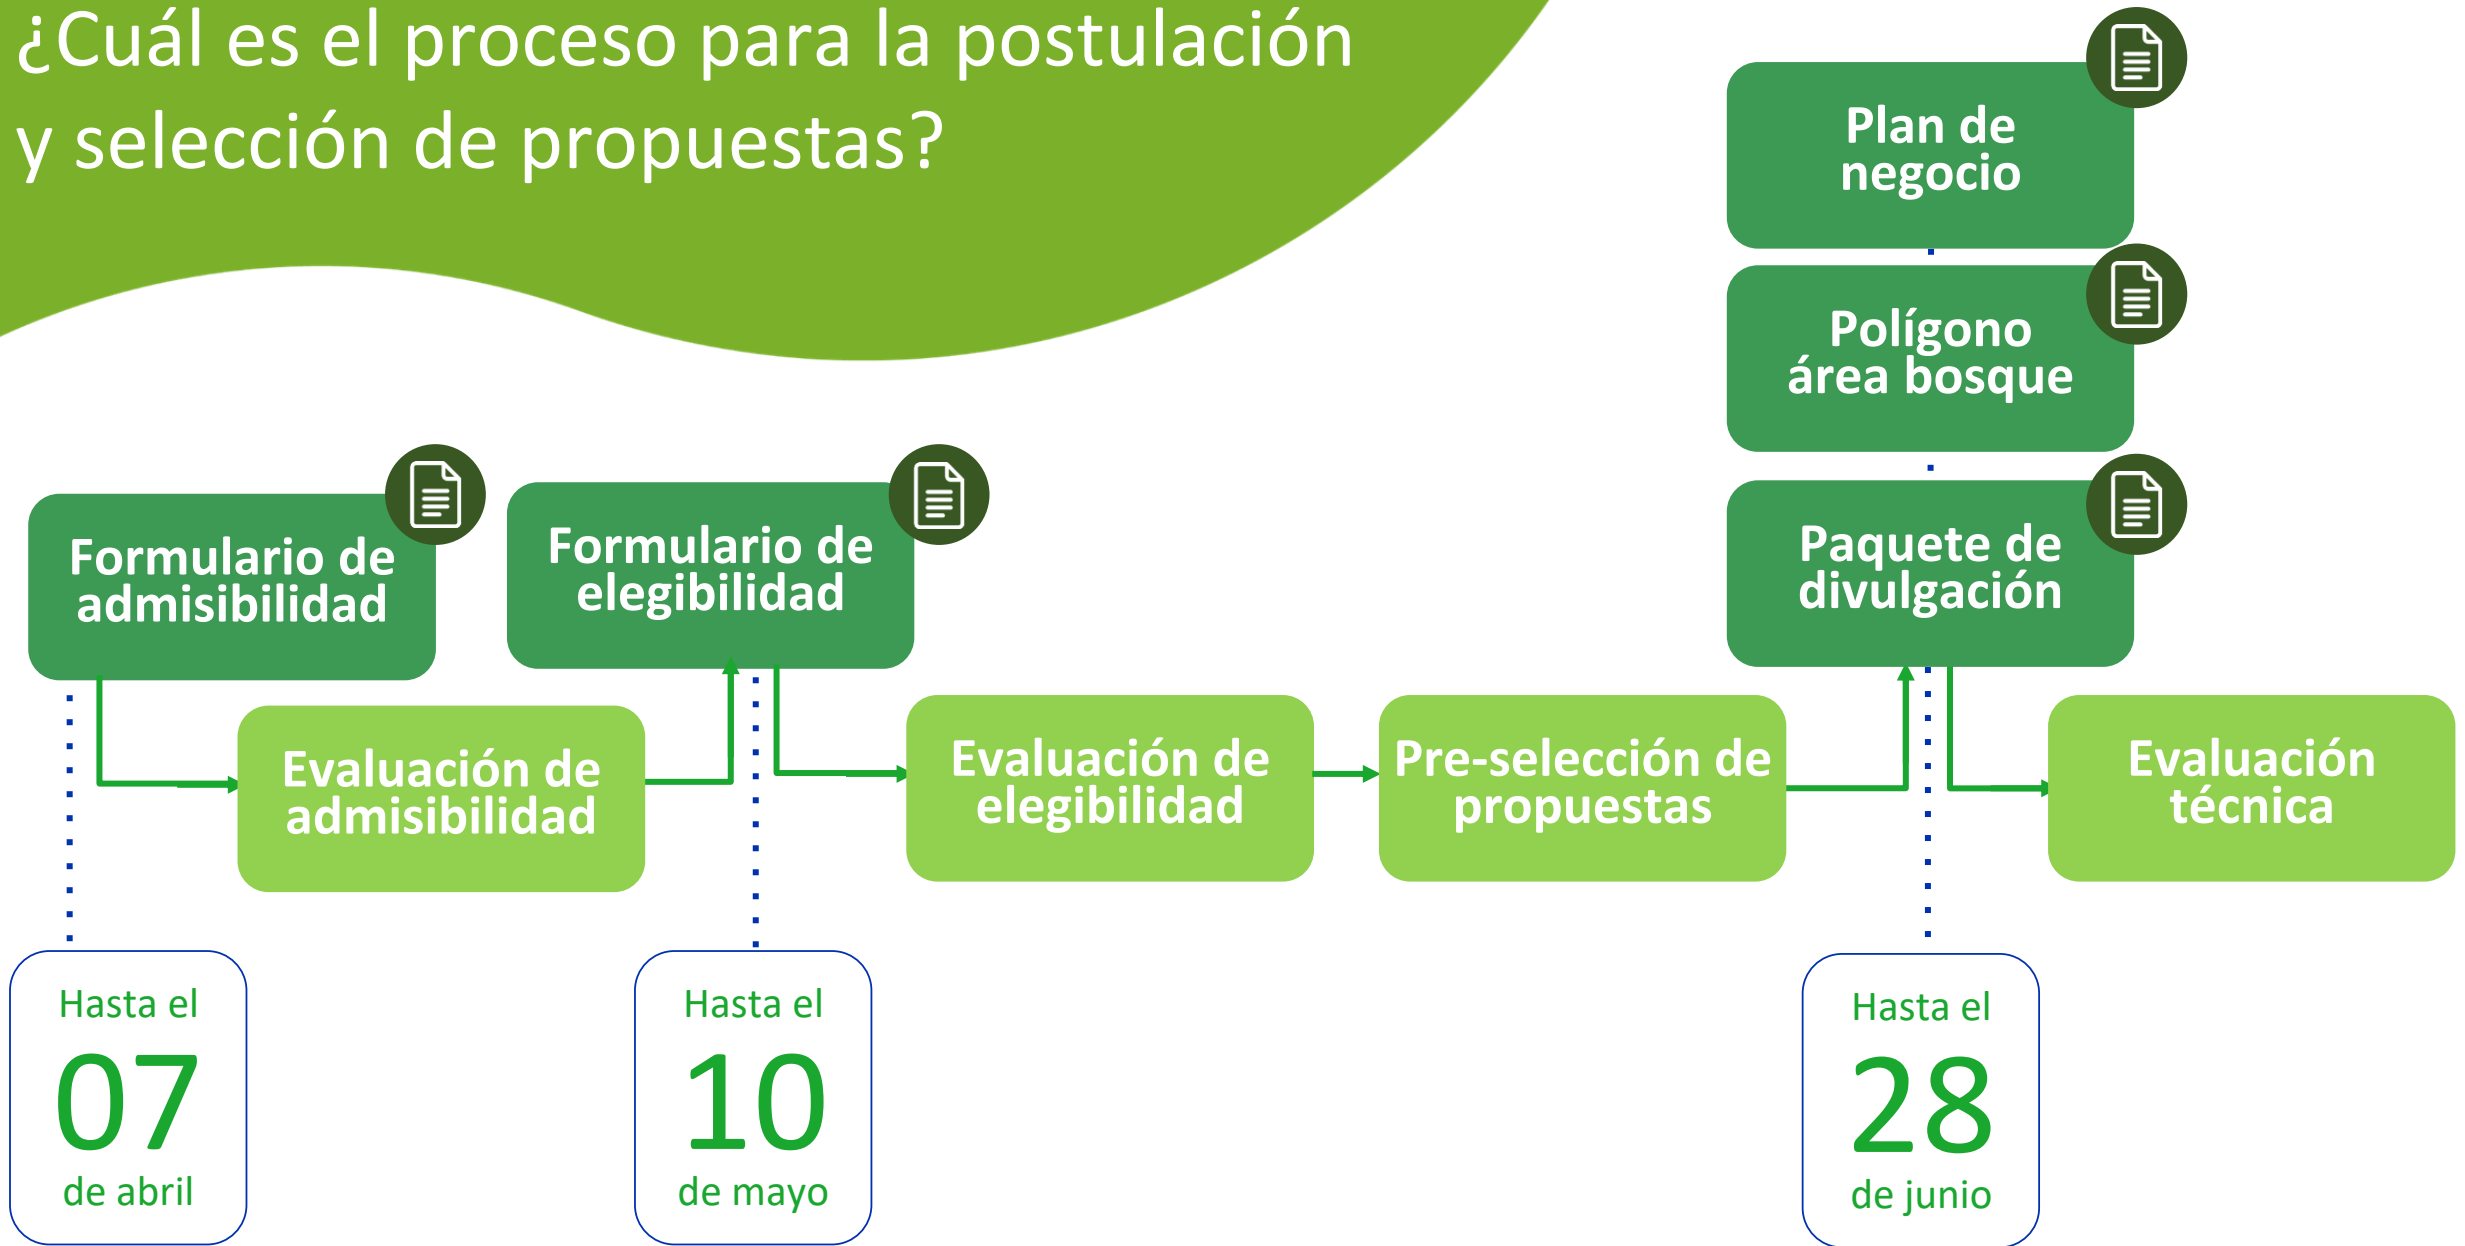 ¿Cuál es el proceso para la postulación
y selección de propuestas?
Plan de
negocio
Polígono
área bosque
Paquete de
divulgación
Formulario de
admisibilidad
Formulario de
elegibilidad
Evaluación de
admisibilidad
Evaluación de
elegibilidad
Pre-selección de
propuestas
Evaluación
técnica
Hasta el
07
de abril
Hasta el
10
de mayo
Hasta el
28
de junio